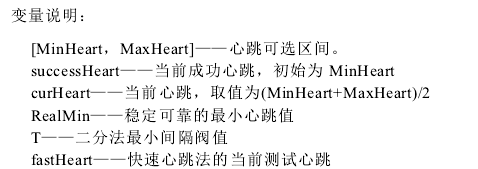 变量说明：
[MinHeart，MaxHeart]——心跳可选区间。
successHeart——当前成功心跳，初始为 MinHeart
curHeart——当前心跳，取值为(MinHeart+MaxHeart)/2
RealMin——稳定可靠的最小心跳值
T——二分法最小间隔阀值
fastHeart——快速心跳法的当前测试心跳